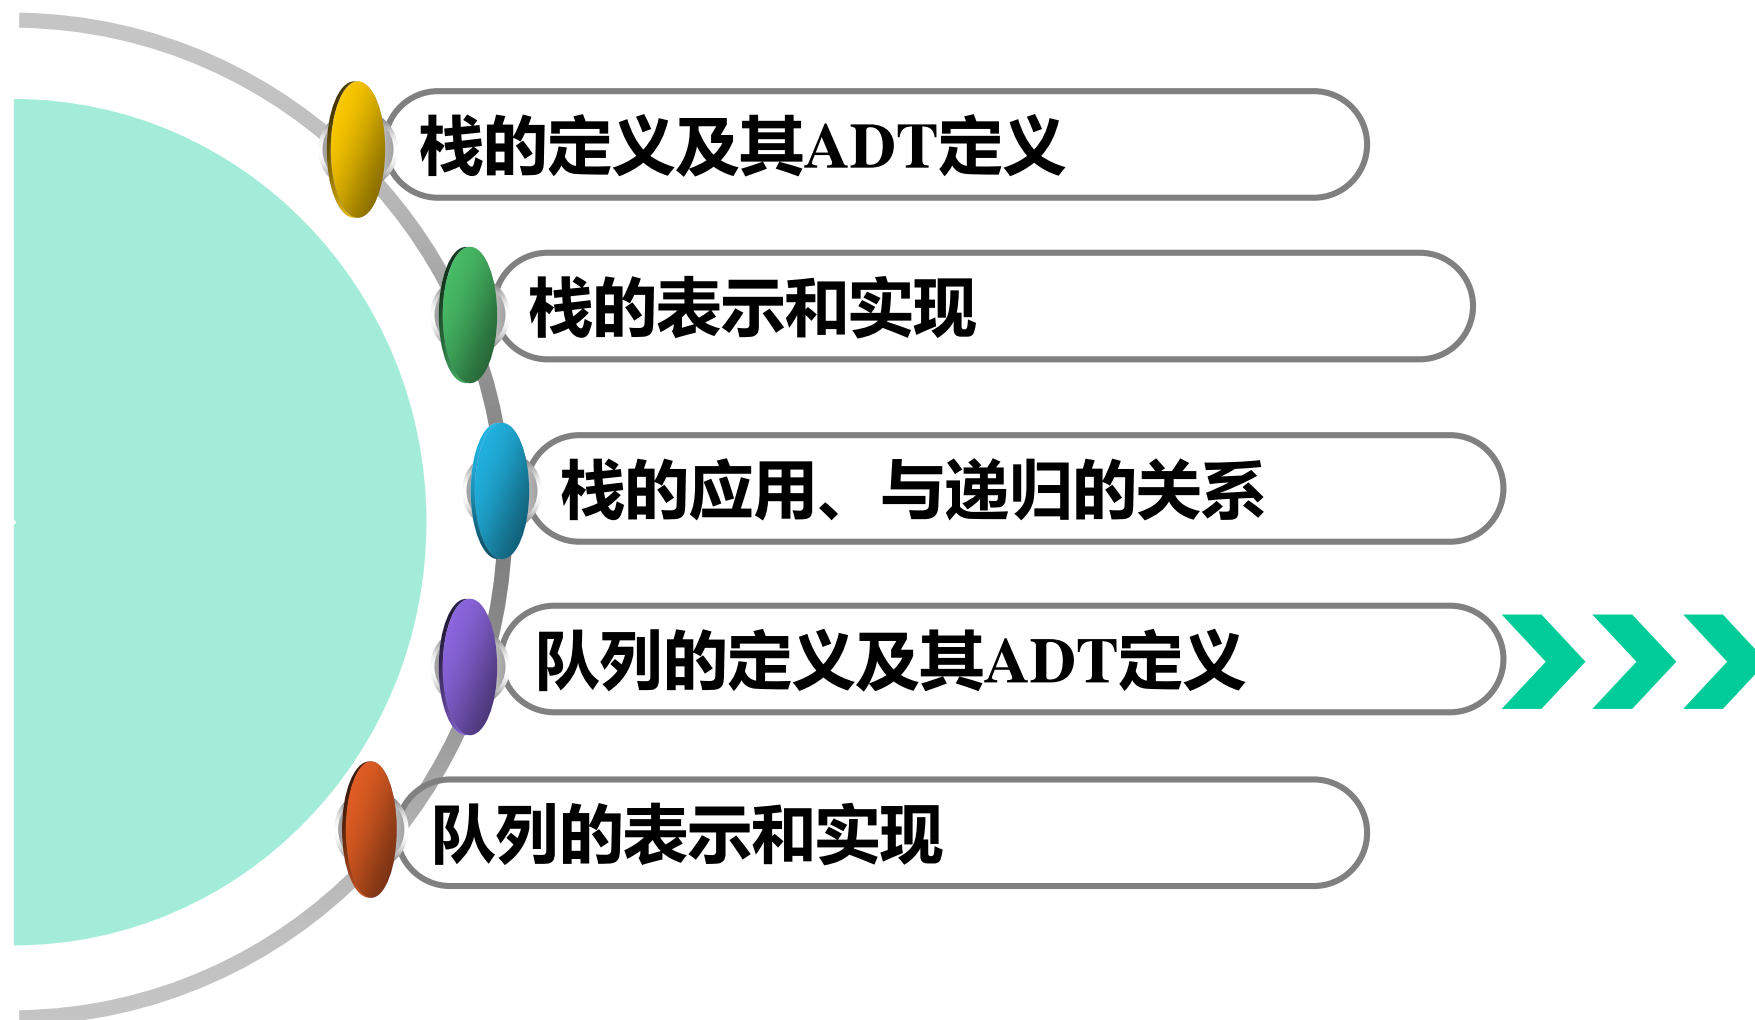 栈的定义及其ADT定义
栈的表示和实现
栈的应用、与递归的关系
队列的定义及其ADT定义
队列的表示和实现